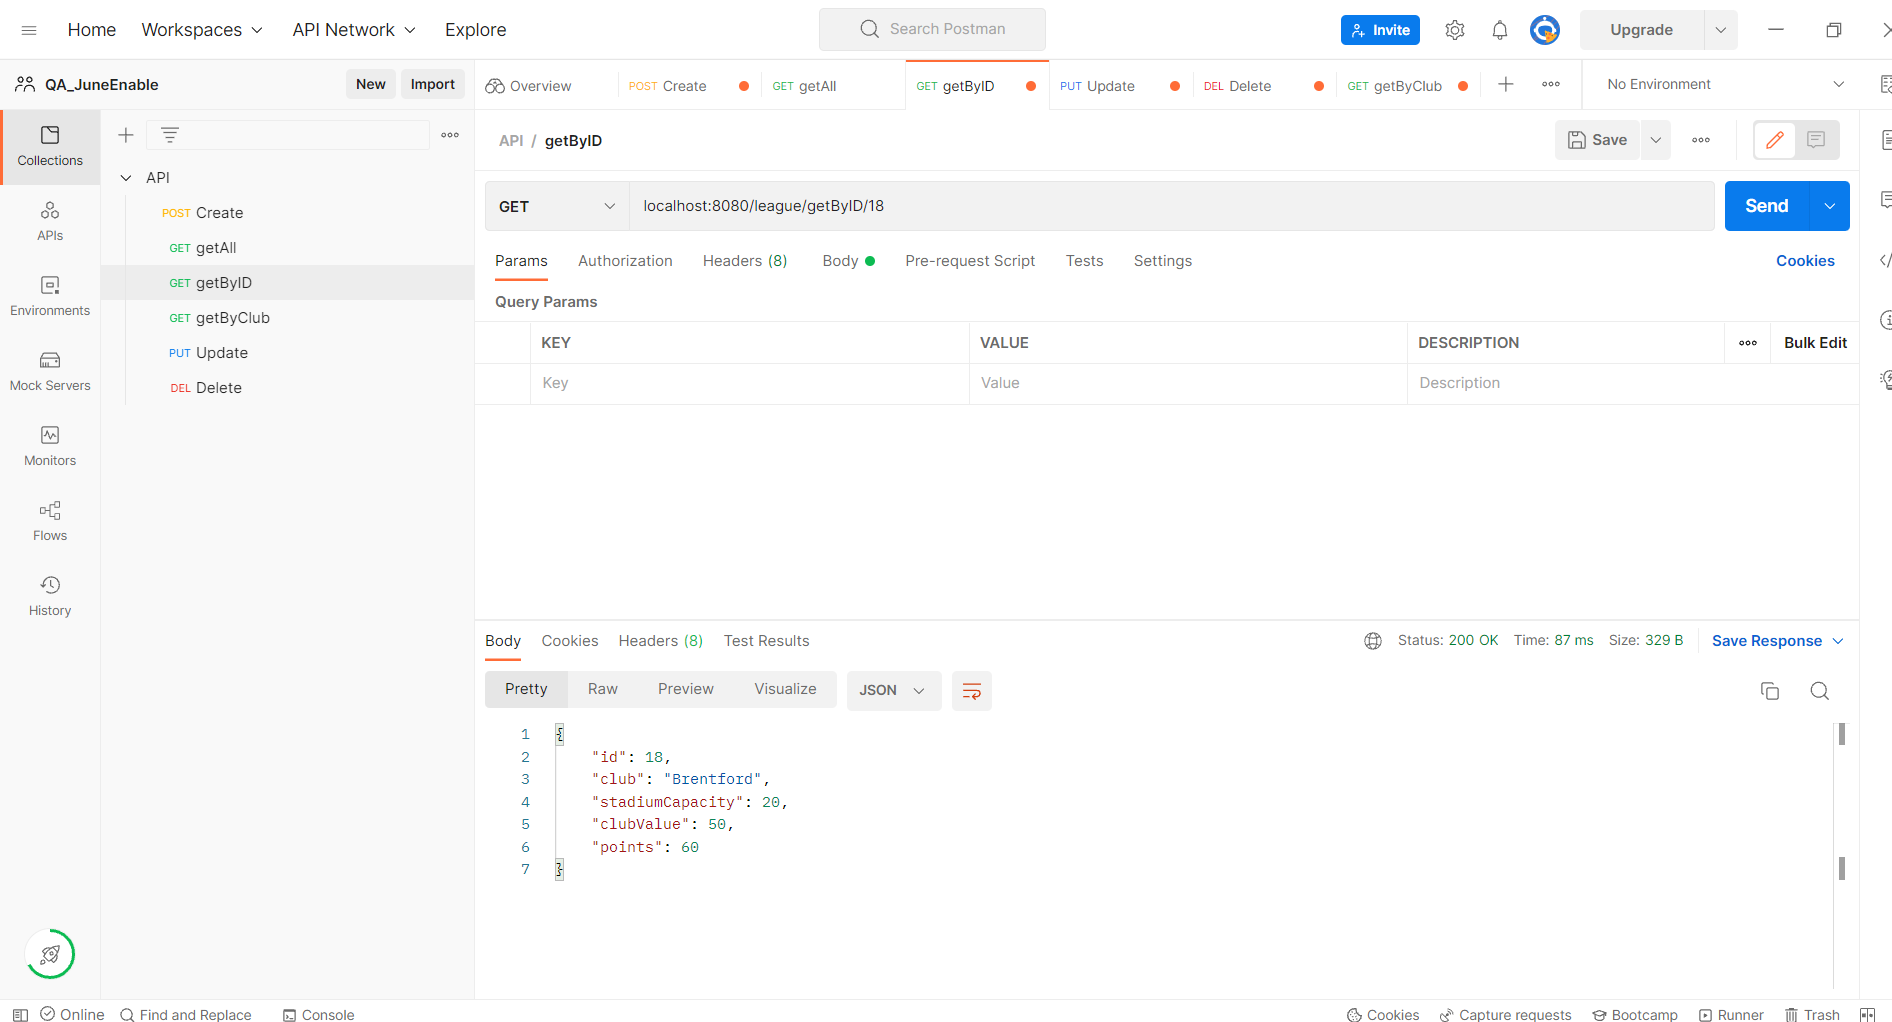 Home Workspaces API Network Explore Search Postman Invite Upgrade
QA_JuneEnable New Import Overview POST Create GET getAll GET getByID PUT Update DEL Delete GET getByClub No Environment
Collections
APIs
Environments
Mock Servers
Monitors
Flows
History
API
POST Create
GET getAll
GET getByID
GET getByClub
PUT Update
DEL Delete
API / getByID Save
GET localhost:8080/league/getByID/18 Send
Params Authorization Headers (8) Body Pre-request Script Tests Settings Cookies
Query Params
KEY VALUE DESCRIPTION Bulk Edit
Key Value Description
Body Cookies Headers (8) Test Results Status: 200 OK Time: 87 ms Size: 329 B Save Response
Pretty Raw Preview Visualize JSON
1 {
2 "id": 18,
3 "club": "Brentford",
4 "stadiumCapacity": 20,
5 "clubValue": 50,
6 "points": 60
7 }
Online Find and Replace Console Cookies Capture requests Bootcamp Runner Trash